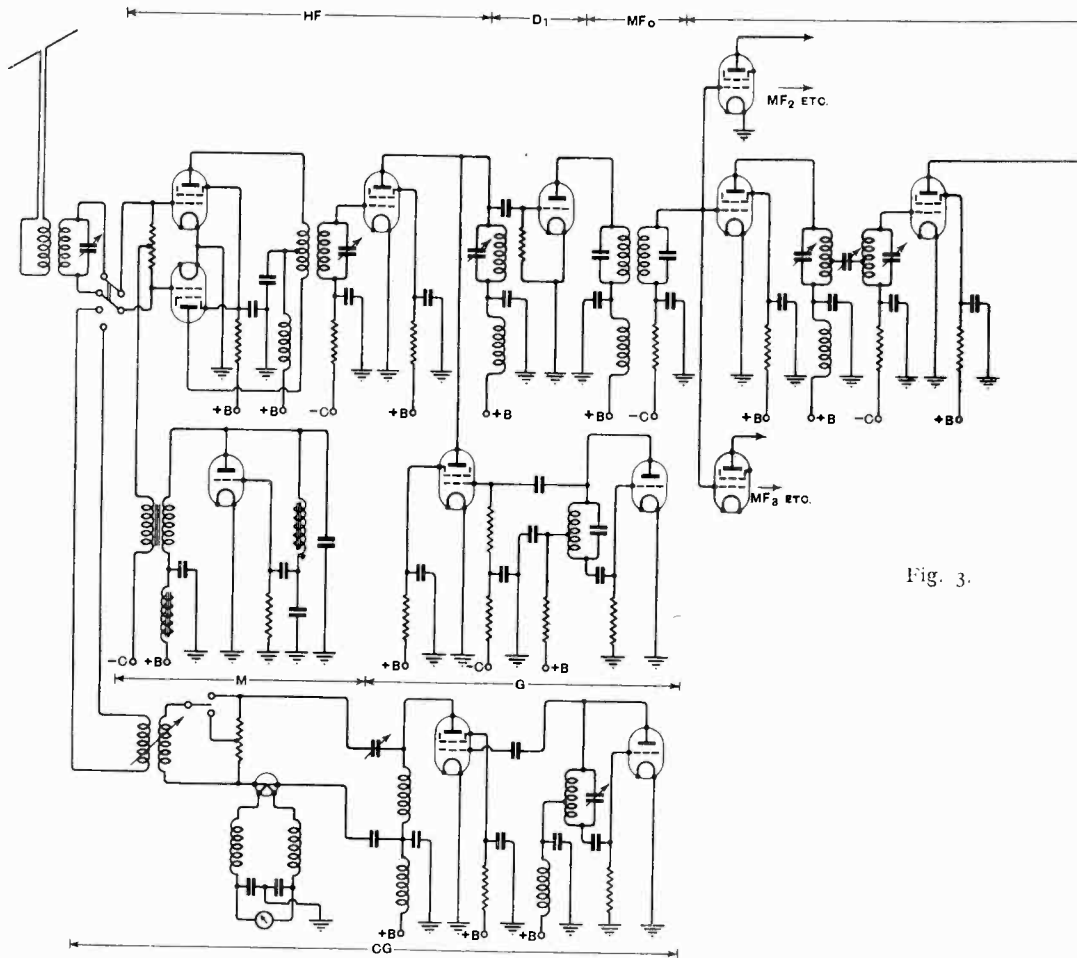 HF D1 MFo
MF2 ETC.
+B +B -C +B +B -C +B +B -C +B
MF3 ETC.
Fig. 3.
-C +B +B -C +B
M G
+B +B +B
CG